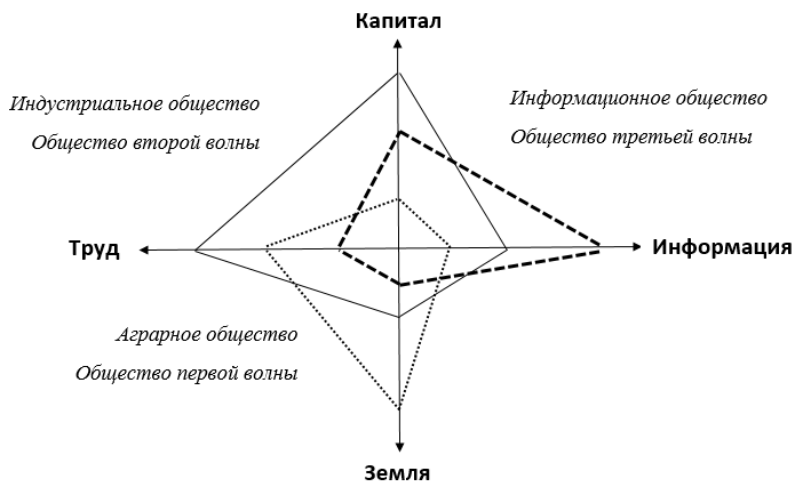 Капитал
Индустриальное общество
Общество второй волны
Информационное общество
Общество третьей волны
Труд
Информация
Аграрное общество
Общество первой волны
Земля